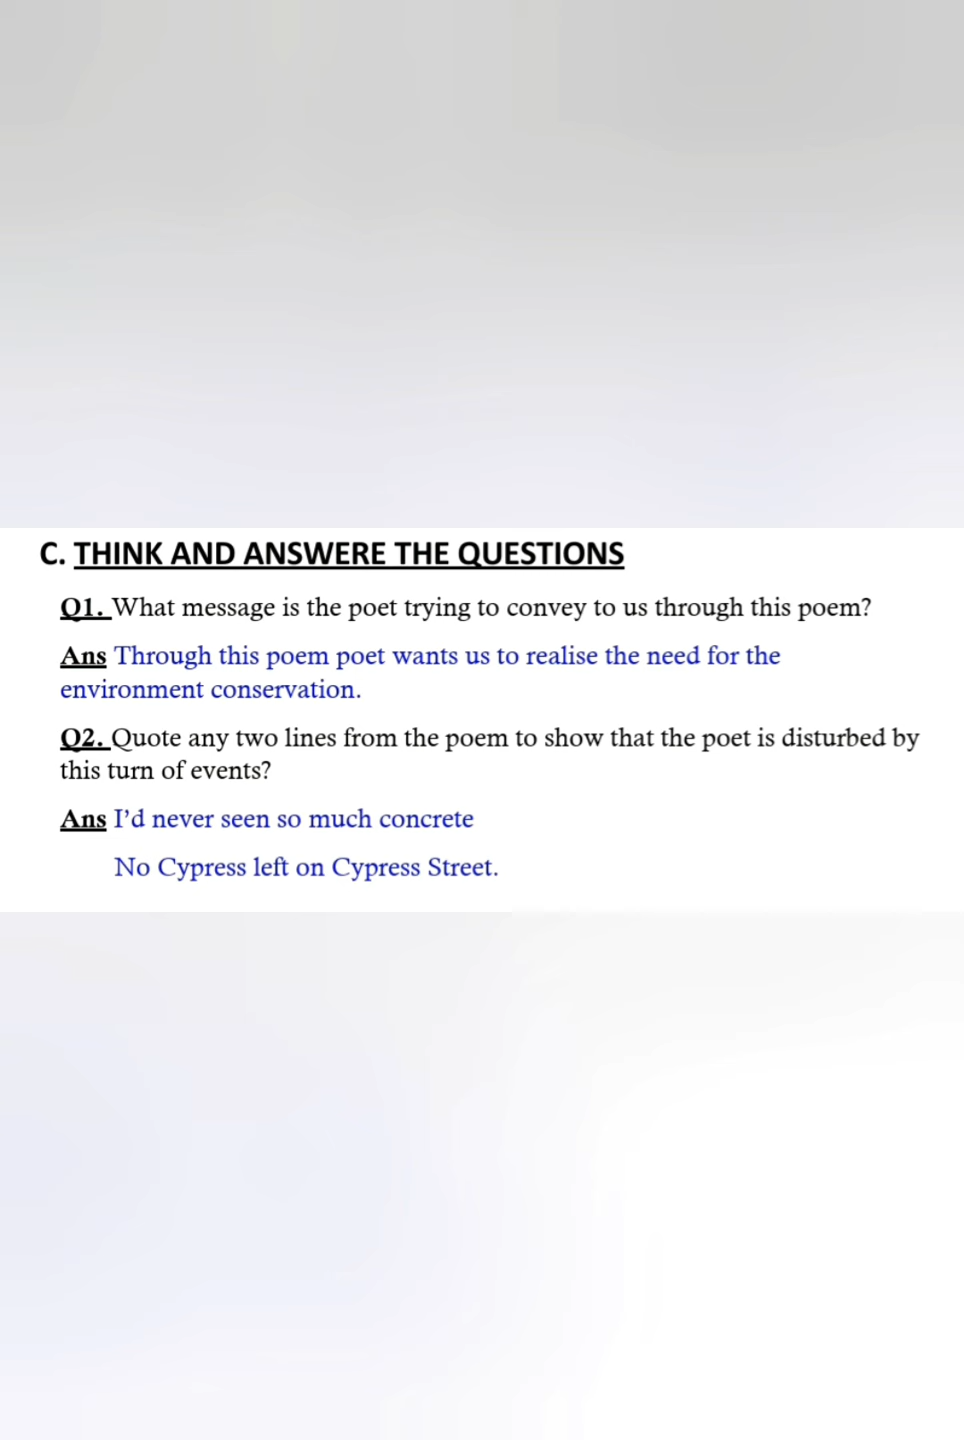 C. THINK AND ANSWERE THE QUESTIONS
Q1. What message is the poet trying to convey to us through this poem?
Ans Through this poem poet wants us to realise the need for the
environment conservation.
Q2. Quote any two lines from the poem to show that the poet is disturbed by
this turn of events?
Ans I’d never seen so much concrete
No Cypress left on Cypress Street.